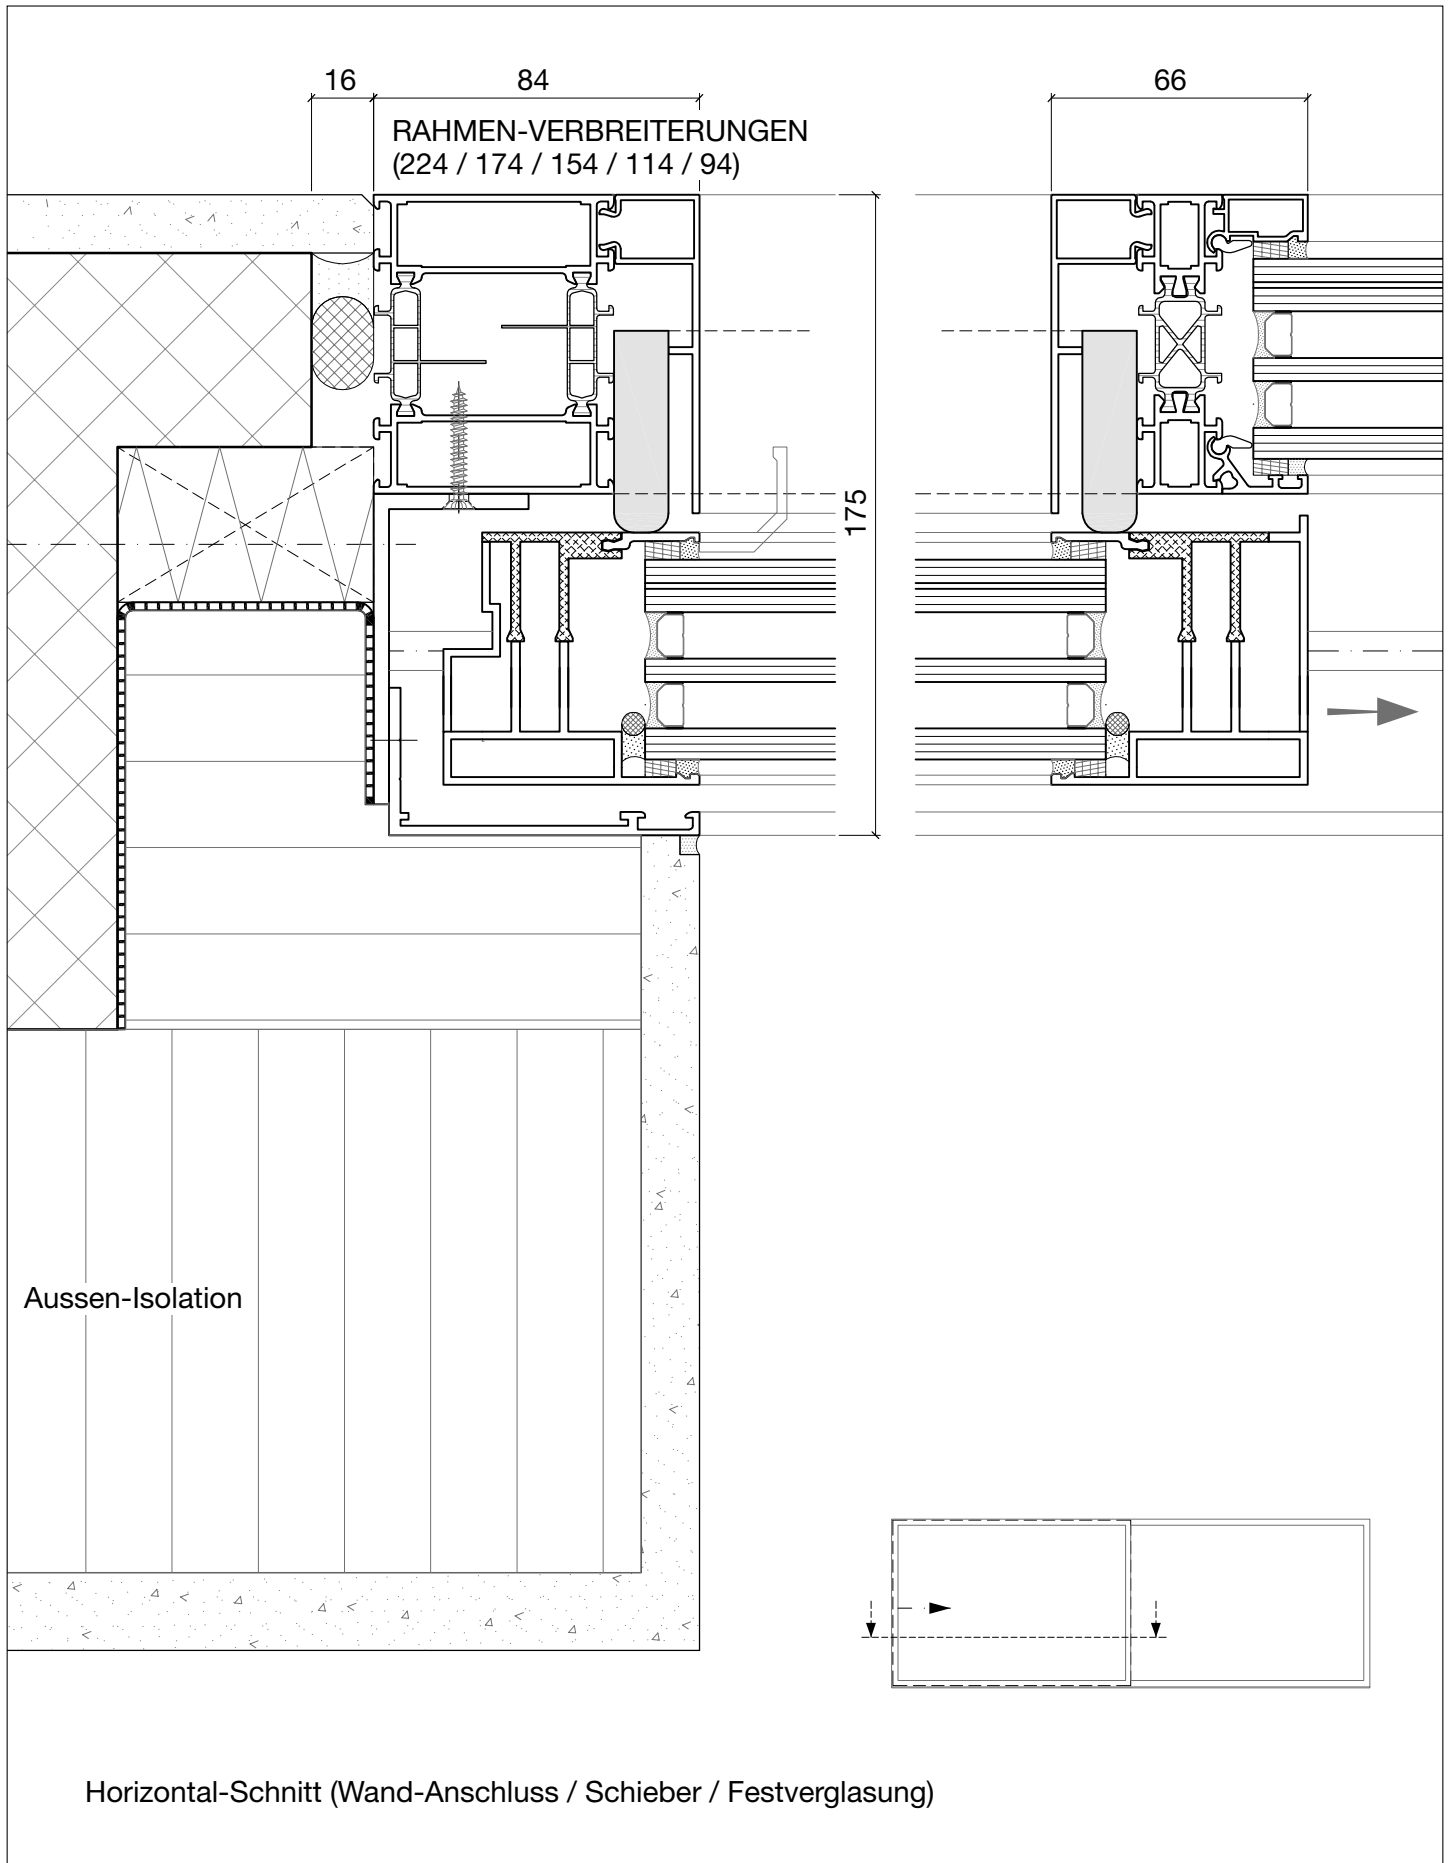 16
84
66
RAHMEN-VERBREITERUNGEN
(224 / 174 / 154 / 114 / 94)
175
Aussen-Isolation
Horizontal-Schnitt (Wand-Anschluss / Schieber / Festverglasung)